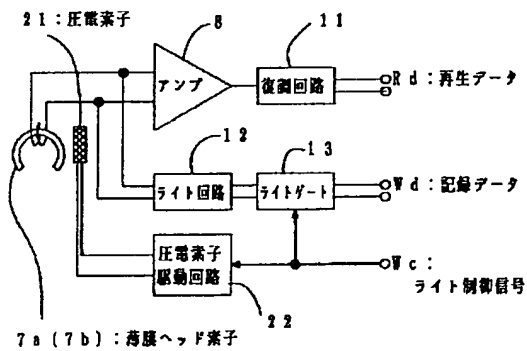 21：圧電素子
8
11
アンプ
復調回路
Rd：再生データ
12
13
ライト回路
ライトゲート
Wd：記録データ
圧電素子
駆動回路
Wc：
ライト制御信号
22
7a(7b)：薄膜ヘッド素子